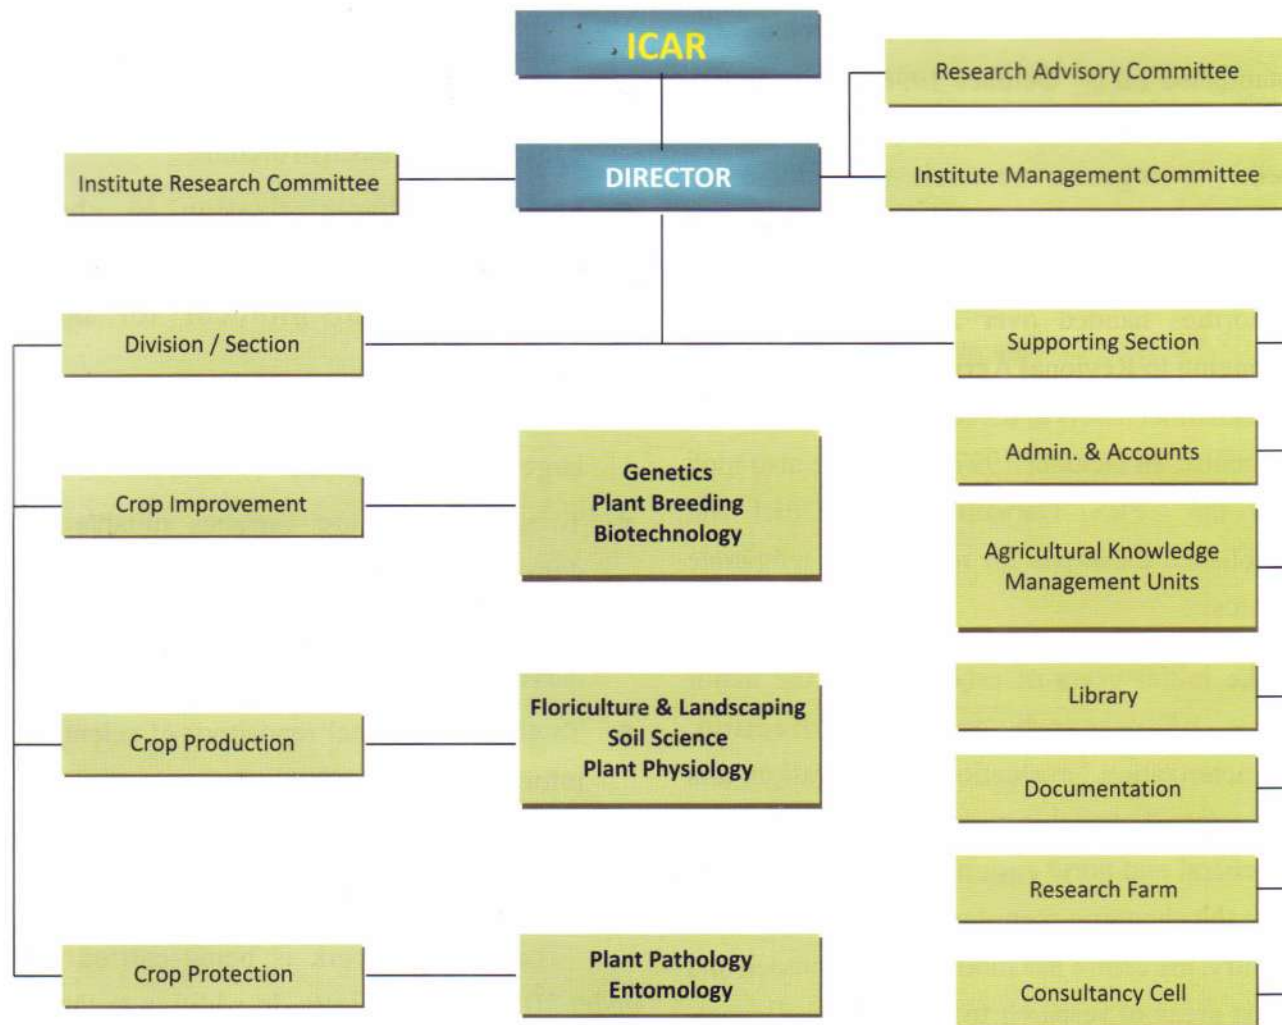 ICAR
Research Advisory Committee
Institute Research Committee
DIRECTOR
Institute Management Committee
Division / Section
Supporting Section
Crop Improvement
Genetics
Plant Breeding
Biotechnology
Admin. & Accounts
Agricultural Knowledge
Management Units
Crop Production
Floriculture & Landscaping
Soil Science
Plant Physiology
Library
Documentation
Research Farm
Crop Protection
Plant Pathology
Entomology
Consultancy Cell